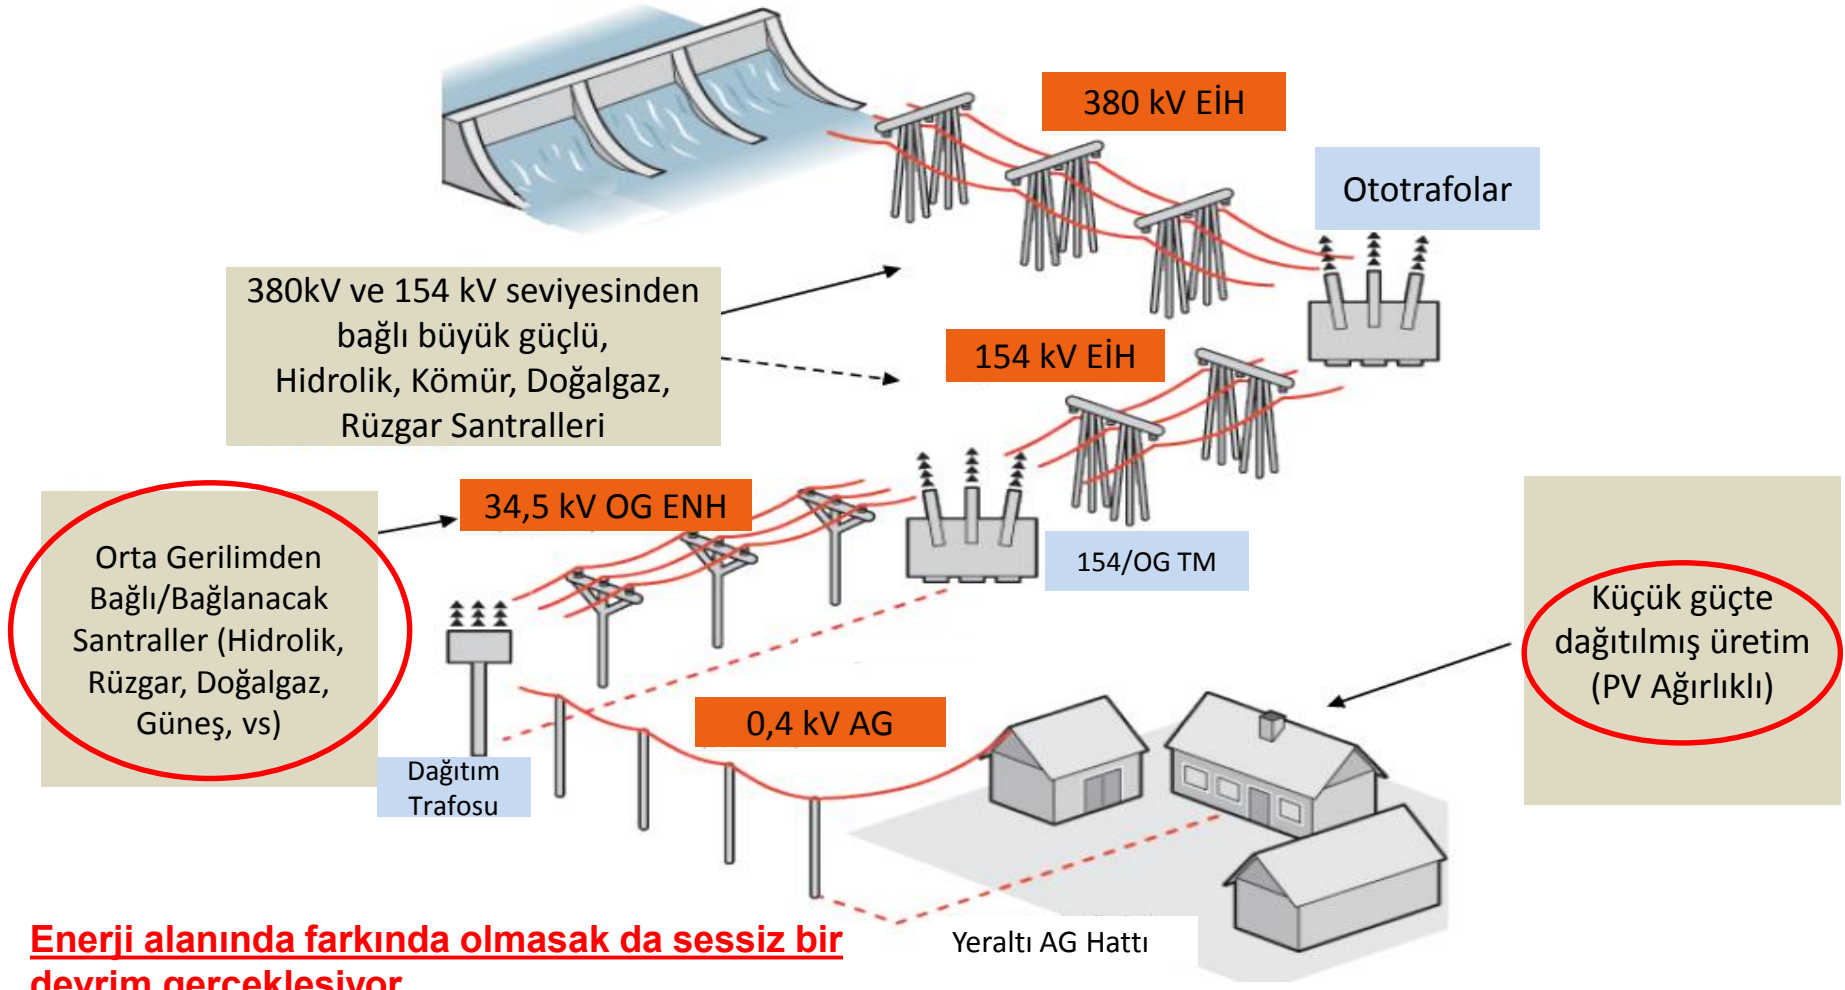 380 kV EİH
Ototrafolar
380kV ve 154 kV seviyesinden
bağlı büyük güçlü,
Hidrolik, Kömür, Doğalgaz,
Rüzgar Santralleri
154 kV EİH
34,5 kV OG ENH
154/OG TM
Orta Gerilimden
Bağlı/Bağlanacak
Santraller (Hidrolik,
Rüzgar, Doğalgaz,
Güneş, vs)
Küçük güçte
dağıtılmış üretim
(PV Ağırlıklı)
0,4 kV AG
Dağıtım
Trafosu
Yeraltı AG Hattı
Enerji alanında farkında olmasak da sessiz bir
devrim gerçekleşiyor